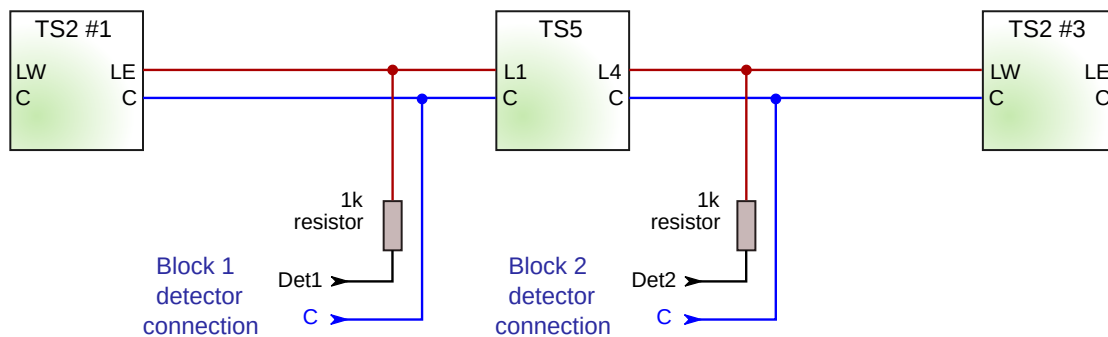 TS2 #1
TS5
TS2 #3
LW LE L1 L4 LW LE
C C C C C C
1k
resistor
1k
resistor
Block 1
detector
connection
Det1
C
Block 2
detector
connection
Det2
C